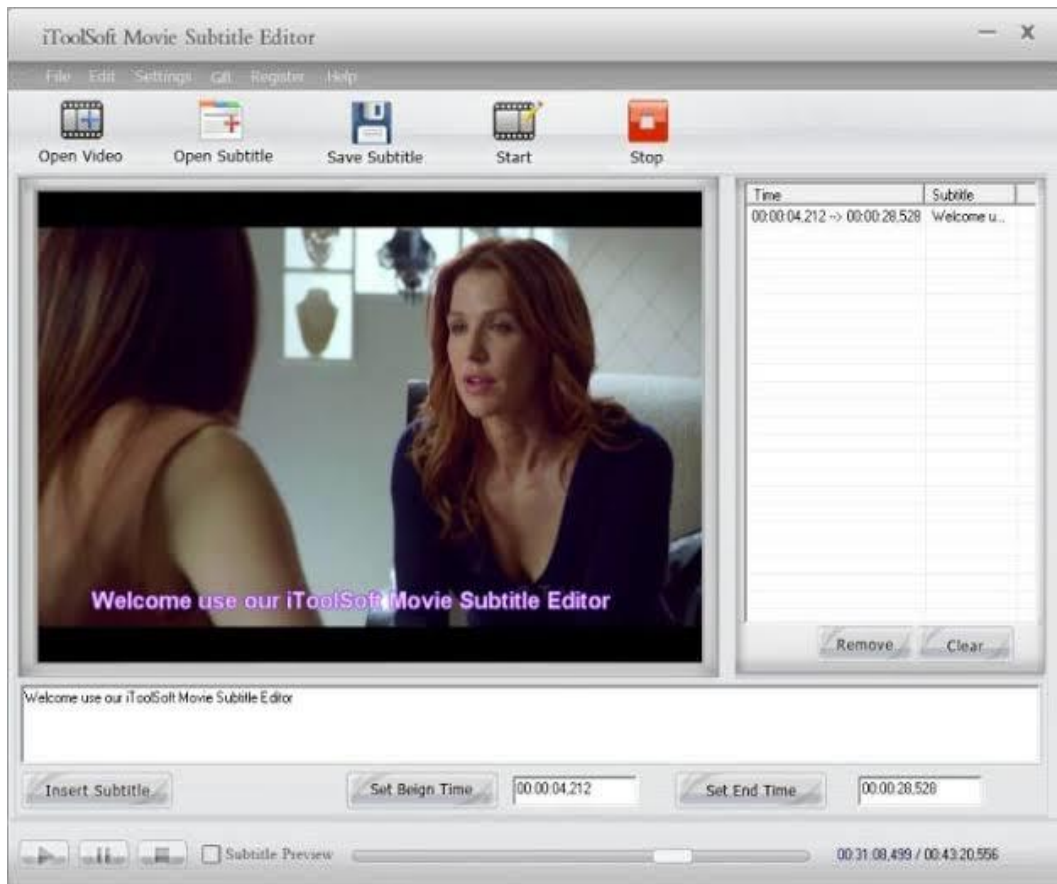 iToolSoft Movie Subtitle Editor
File Edit Settings Gift Register Help
Open Video Open Subtitle Save Subtitle Start Stop
Time Subtitle
00:00:04,212 --> 00:00:28,528 Welcome u...
Welcome use our iToolSoft Movie Subtitle Editor
Remove Clear
Welcome use our iToolSoft Movie Subtitle Editor
Insert Subtitle Set Beign Time 00:00:04,212 Set End Time 00:00:28,528
Subtitle Preview 00:31:08,499 / 00:43:20,556